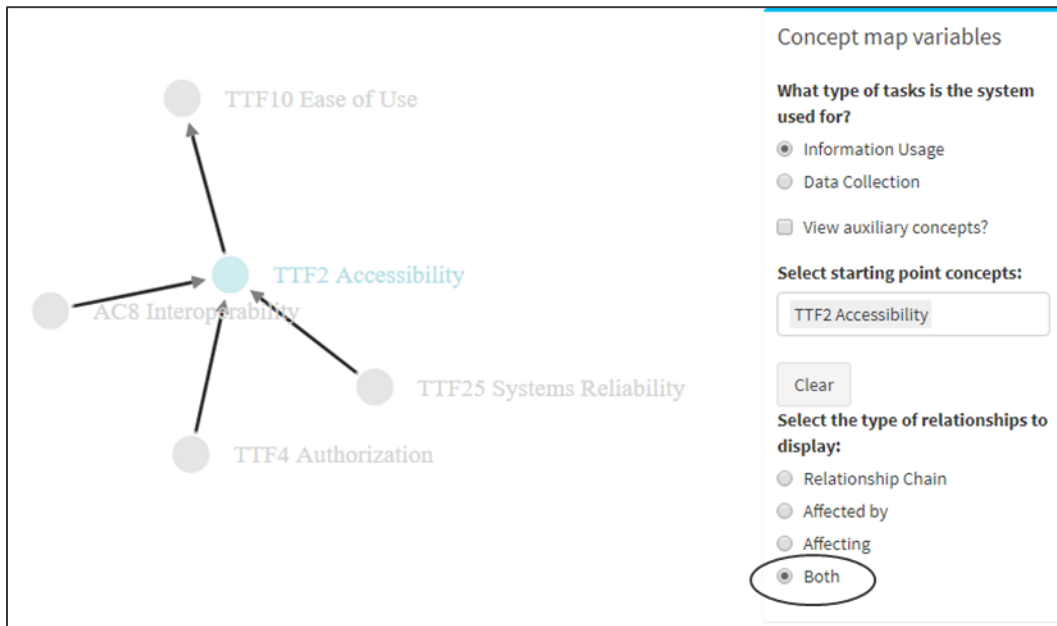 TTF10 Ease of Use
TTF2 Accessibility
AC8 Interoperability
TTF25 Systems Reliability
TTF4 Authorization
Concept map variables
What type of tasks is the system
used for?
Information Usage
Data Collection
View auxiliary concepts?
Select starting point concepts:
TTF2 Accessibility
Clear
Select the type of relationships to
display:
Relationship Chain
Affected by
Affecting
Both